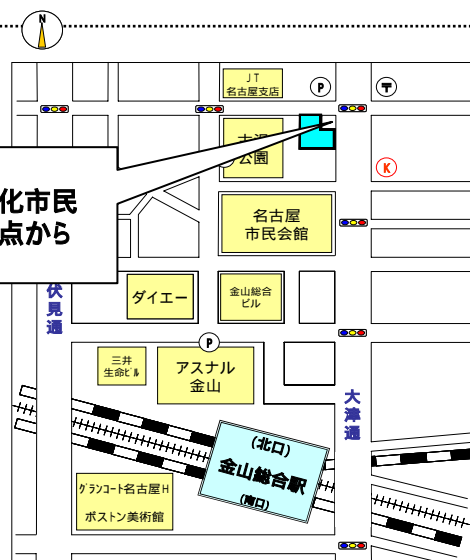 N
JT
名古屋支店
P
〒
公園
K
化市民
点から
名古屋
市民会館
伏見通
ダイエー
金山総合
ビル
P
三井
生命ビル
アスナル
金山
大津通
(北口)
金山総合駅
(南口)
グランコート名古屋H
ボストン美術館